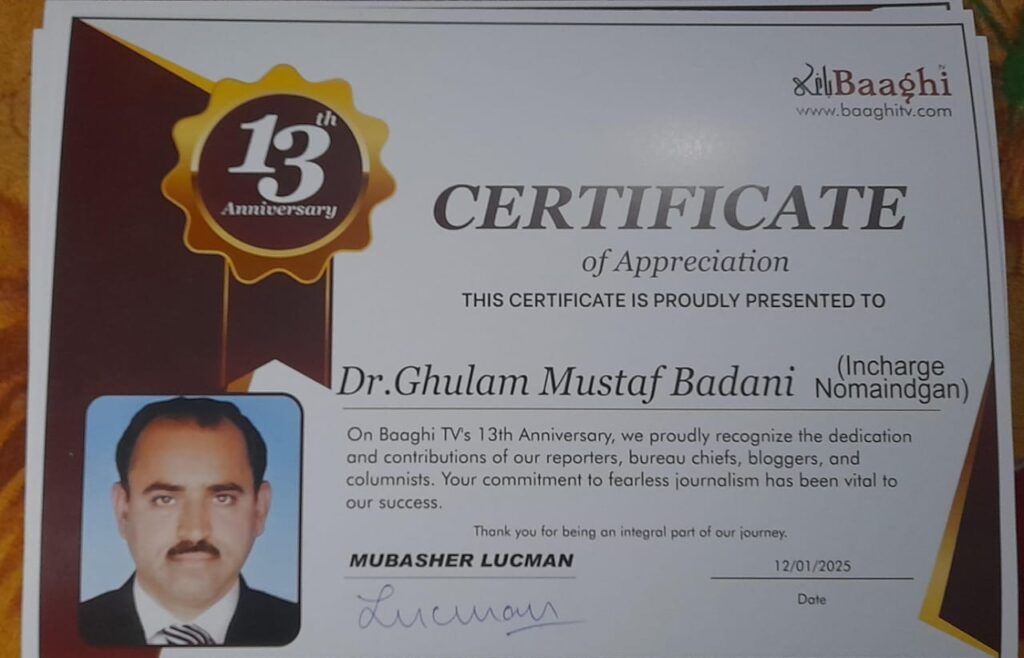 13th
Anniversary
باغی Baaghi TV
www.baaghitv.com
CERTIFICATE
of Appreciation
THIS CERTIFICATE IS PROUDLY PRESENTED TO
Dr.Ghulam Mustaf Badani
(Incharge
Nomaindgan)
On Baaghi TV's 13th Anniversary, we proudly recognize the dedication
and contributions of our reporters, bureau chiefs, bloggers, and
columnists. Your commitment to fearless journalism has been vital to
our success.
Thank you for being an integral part of our journey.
MUBASHER LUCMAN
Lucman
12/01/2025
Date